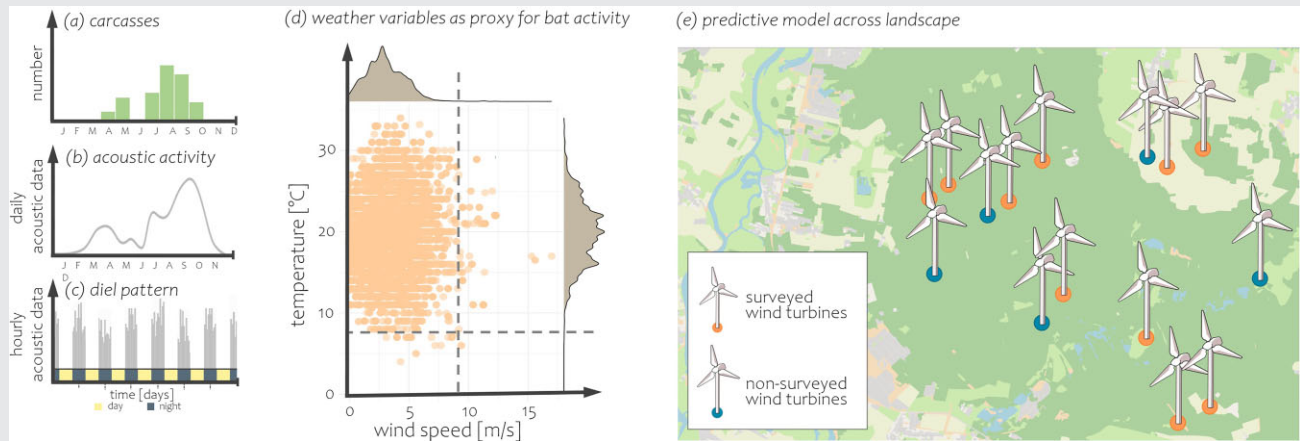 (a) carcasses
number
J F M A M J J A S O N D
(b) acoustic activity
daily
acoustic data
J F M A M J J A S O N
D
(c) diel pattern
hourly
acoustic data
time [days]
day
night
(d) weather variables as proxy for bat activity
30
20
10
0
temperature [°C]
0
5
10
15
wind speed [m/s]
(e) predictive model across landscape
surveyed
wind turbines
non-surveyed
wind turbines